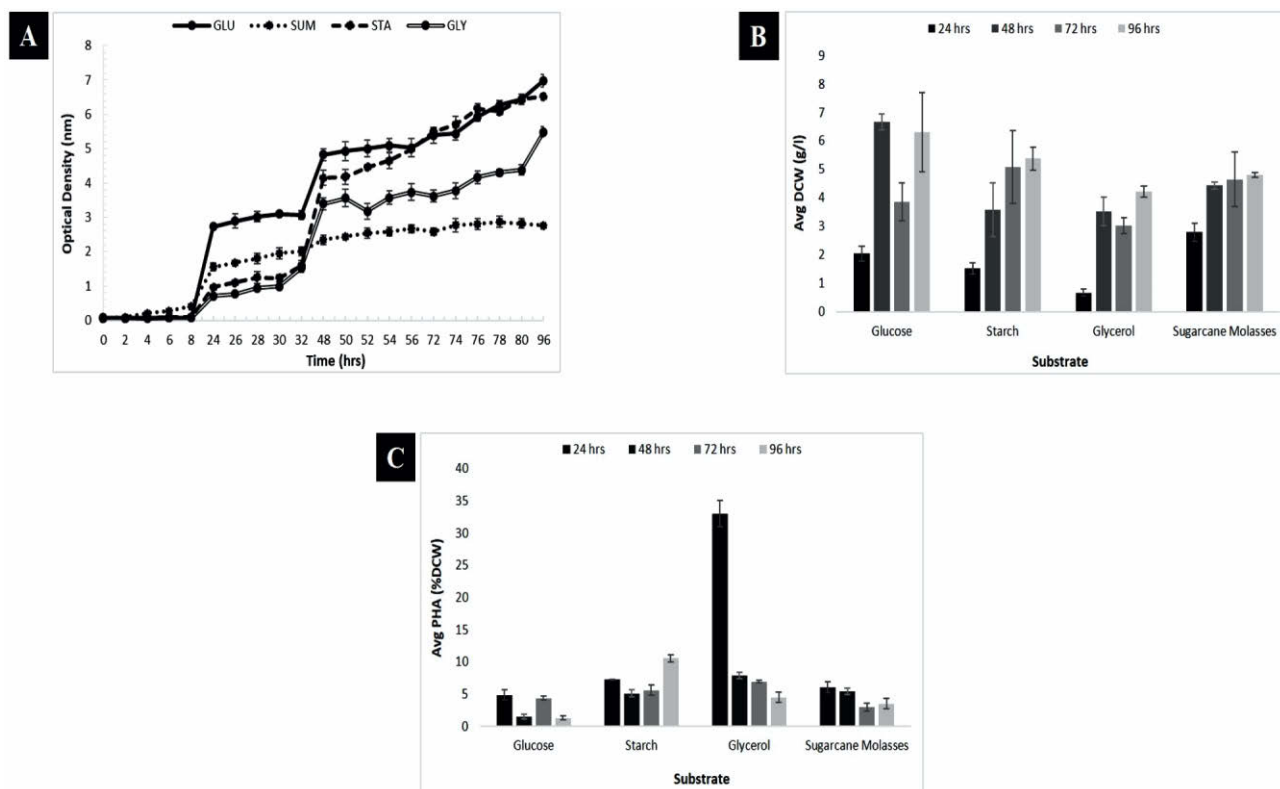 A
GLU SUM STA GLY
8
7
6
5
4
3
2
1
0
Optical Density (nm)
0 2 4 6 8 24 26 28 30 32 48 50 52 54 56 72 74 76 78 80 96
Time (hrs)
B
24 hrs 48 hrs 72 hrs 96 hrs
9
8
7
6
5
4
3
2
1
0
Avg DCW (g/l)
Glucose Starch Glycerol Sugarcane Molasses
Substrate
C
24 hrs 48 hrs 72 hrs 96 hrs
40
35
30
25
20
15
10
5
0
Avg PHA (%DCW)
Glucose Starch Glycerol Sugarcane Molasses
Substrate